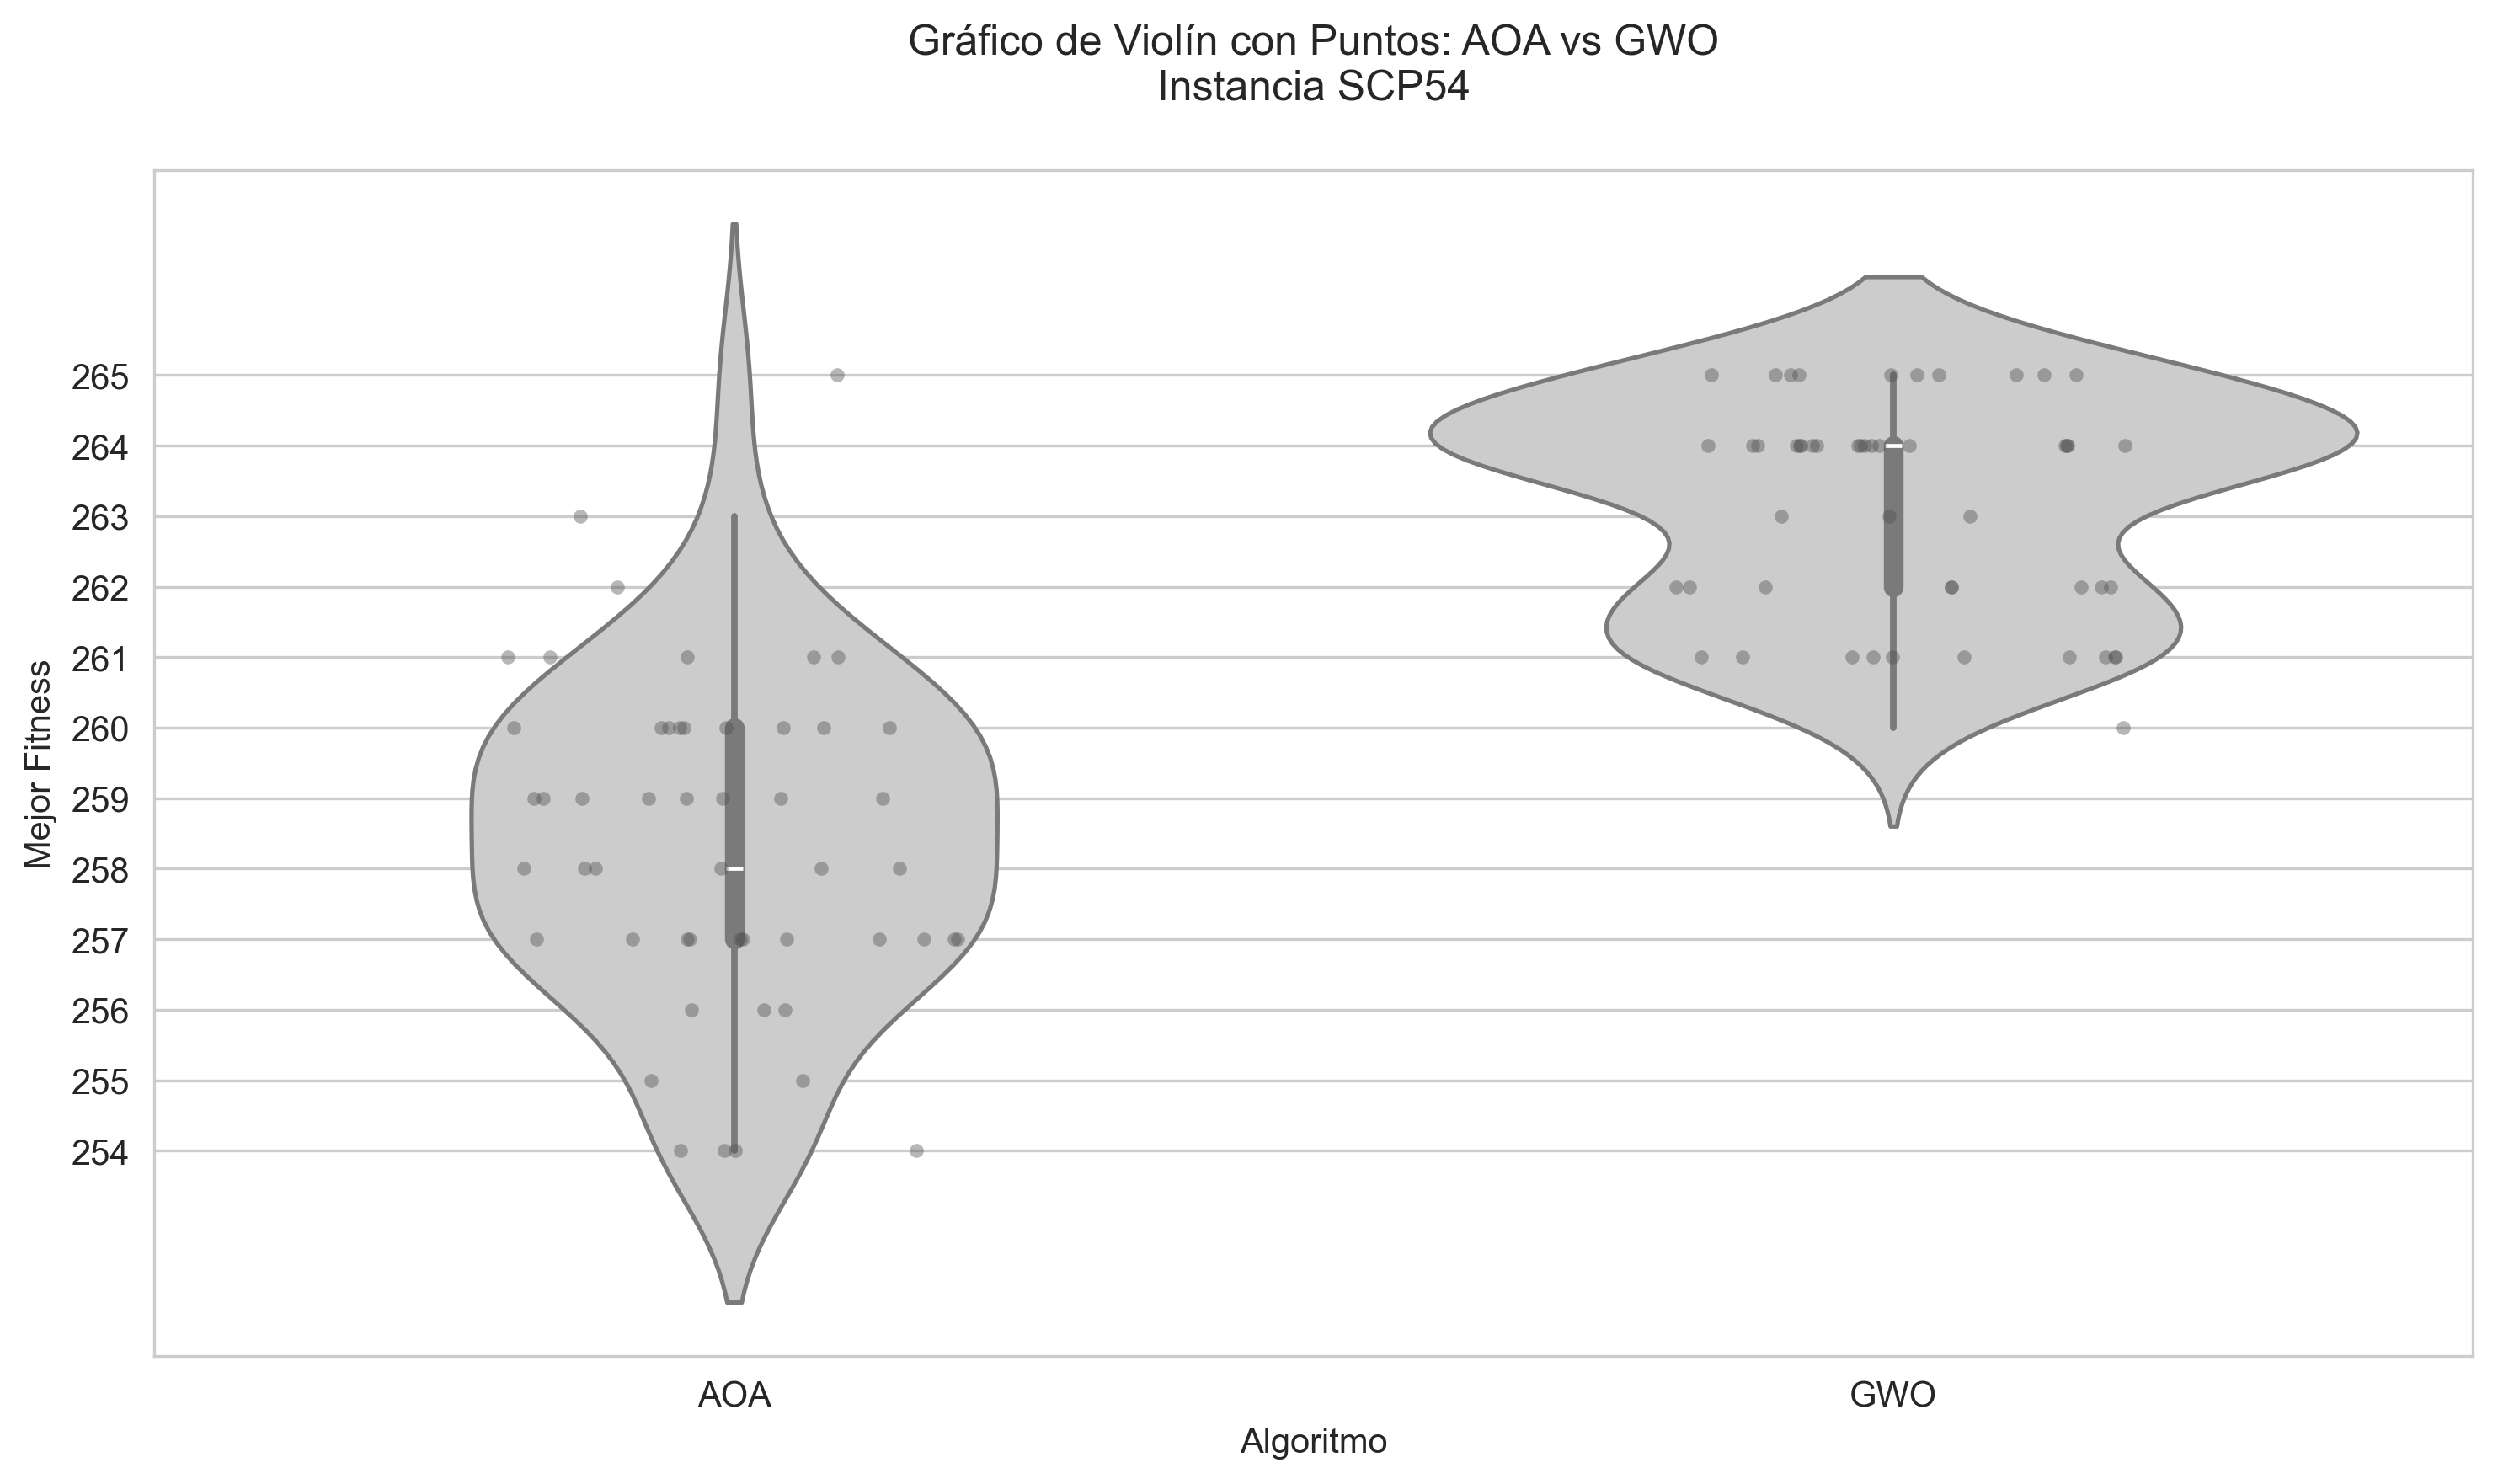 Gráfico de Violín con Puntos: AOA vs GWO
Instancia SCP54
Mejor Fitness
265
264
263
262
261
260
259
258
257
256
255
254
AOA
GWO
Algoritmo